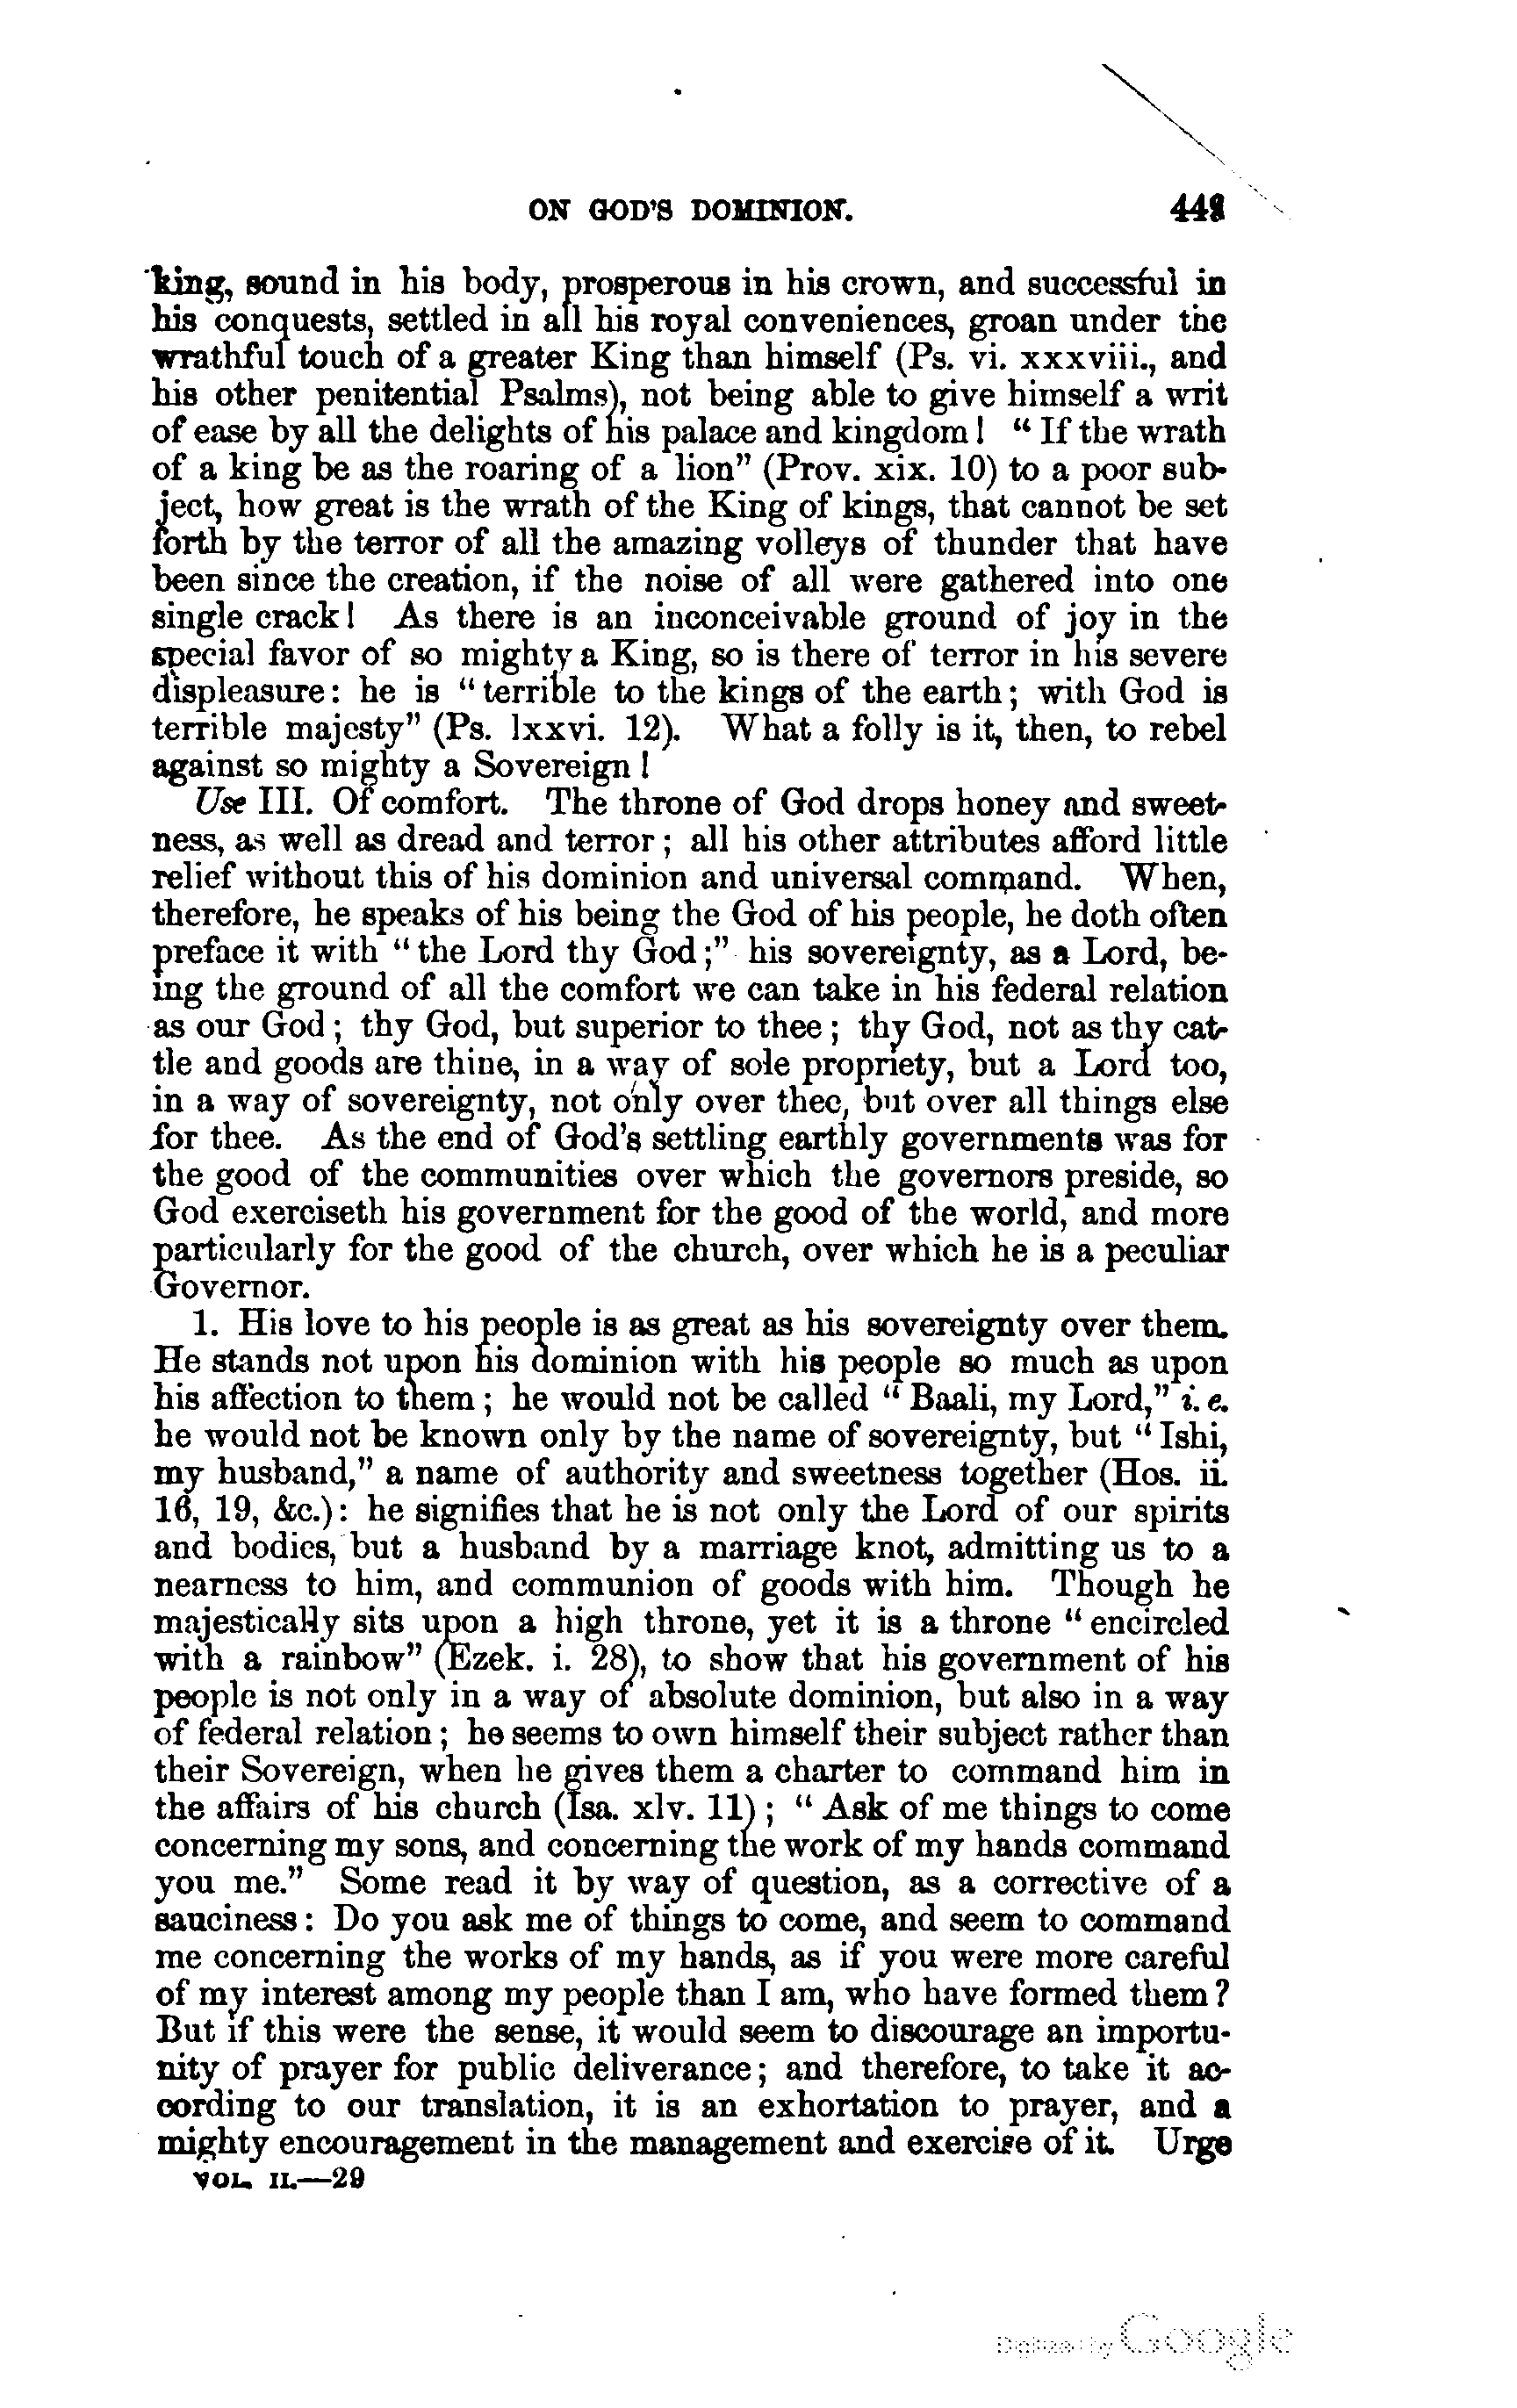 ON GOD'S DOMINION. 449
king, sound in his body, prosperous in his crown, and successful in
his conquests, settled in all his royal conveniences, groan under the
wrathful touch of a greater King than himself (Ps. vi. xxxviii., and
his other penitential Psalms), not being able to give himself a writ
of ease by all the delights of his palace and kingdom! "If the wrath
of a king be as the roaring of a lion" (Prov. xix. 10) to a poor sub-
ject, how great is the wrath of the King of kings, that cannot be set
forth by the terror of all the amazing volleys of thunder that have
been since the creation, if the noise of all were gathered into one
single crack! As there is an inconceivable ground of joy in the
special favor of so mighty a King, so is there of terror in his severe
displeasure: he is "terrible to the kings of the earth; with God is
terrible majesty" (Ps. lxxvi. 12). What a folly is it, then, to rebel
against so mighty a Sovereign!
Use III. Of comfort. The throne of God drops honey and sweet-
ness, as well as dread and terror; all his other attributes afford little
relief without this of his dominion and universal command. When,
therefore, he speaks of his being the God of his people, he doth often
preface it with "the Lord thy God;" his sovereignty, as a Lord, be-
ing the ground of all the comfort we can take in his federal relation
as our God; thy God, but superior to thee; thy God, not as thy cat-
tle and goods are thine, in a way of sole propriety, but a Lord too,
in a way of sovereignty, not only over thee, but over all things else
for thee. As the end of God's settling earthly governments was for
the good of the communities over which the governors preside, so
God exerciseth his government for the good of the world, and more
particularly for the good of the church, over which he is a peculiar
Governor.
1. His love to his people is as great as his sovereignty over them.
He stands not upon his dominion with his people so much as upon
his affection to them; he would not be called "Baali, my Lord," i. e.
he would not be known only by the name of sovereignty, but "Ishi,
my husband," a name of authority and sweetness together (Hos. ii.
16, 19, &c.): he signifies that he is not only the Lord of our spirits
and bodies, but a husband by a marriage knot, admitting us to a
nearness to him, and communion of goods with him. Though he
majestically sits upon a high throne, yet it is a throne "encircled
with a rainbow" (Ezek. i. 28), to show that his government of his
people is not only in a way of absolute dominion, but also in a way
of federal relation; he seems to own himself their subject rather than
their Sovereign, when he gives them a charter to command him in
the affairs of his church (Isa. xlv. 11); "Ask of me things to come
concerning my sons, and concerning the work of my hands command
you me." Some read it by way of question, as a corrective of a
sauciness: Do you ask me of things to come, and seem to command
me concerning the works of my hands, as if you were more careful
of my interest among my people than I am, who have formed them?
But if this were the sense, it would seem to discourage an importu-
nity of prayer for public deliverance; and therefore, to take it ac-
cording to our translation, it is an exhortation to prayer, and a
mighty encouragement in the management and exercise of it. Urge
VOL. II.—29
Digitized by Google